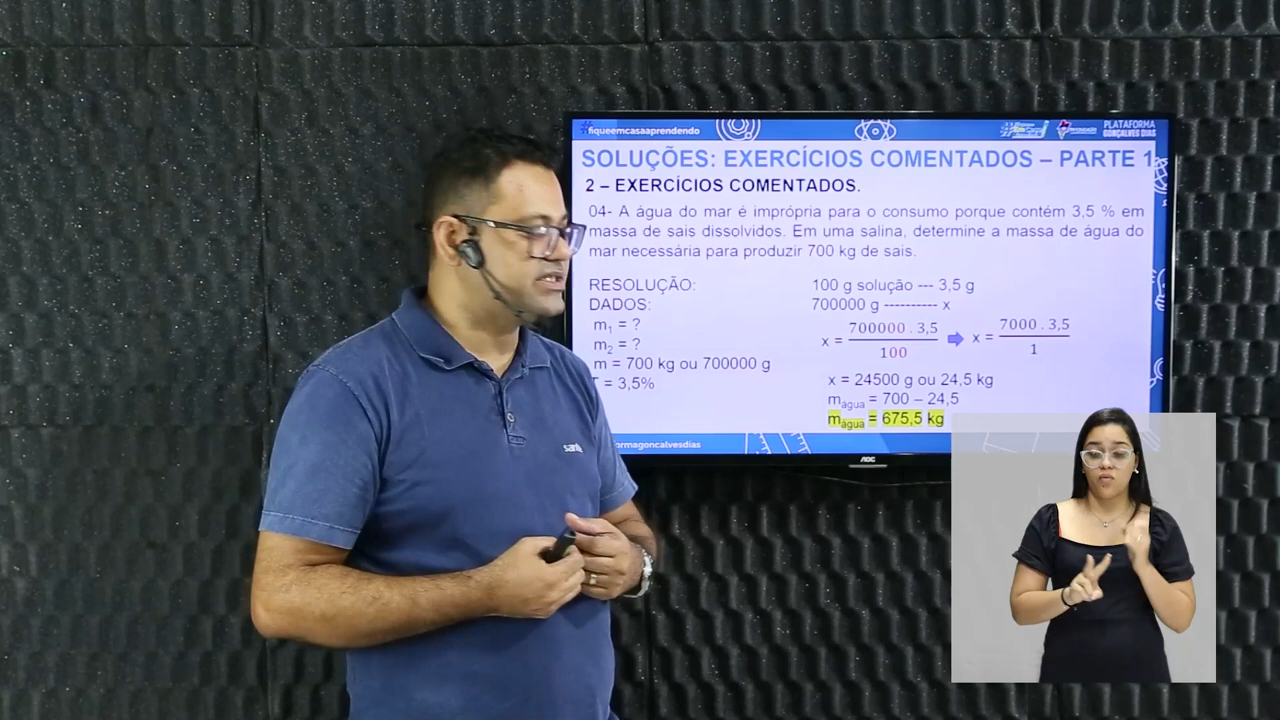 #fiqueemcasaaprendendo
PLATAFORMA
GONÇALVES DIAS
SOLUÇÕES: EXERCÍCIOS COMENTADOS – PARTE 1
2 – EXERCÍCIOS COMENTADOS.
04- A água do mar é imprópria para o consumo porque contém 3,5 % em
massa de sais dissolvidos. Em uma salina, determine a massa de água do
mar necessária para produzir 700 kg de sais.
RESOLUÇÃO:
DADOS:
m₁ = ?
m₂ = ?
m = 700 kg ou 700000 g
T = 3,5%
100 g solução --- 3,5 g
700000 g ---------- x
x = 700000 . 3,5 / 100 ➡ x = 7000 . 3,5 / 1
x = 24500 g ou 24,5 kg
mágua = 700 – 24,5
mágua = 675,5 kg
ormagoncalvesdias
AOC